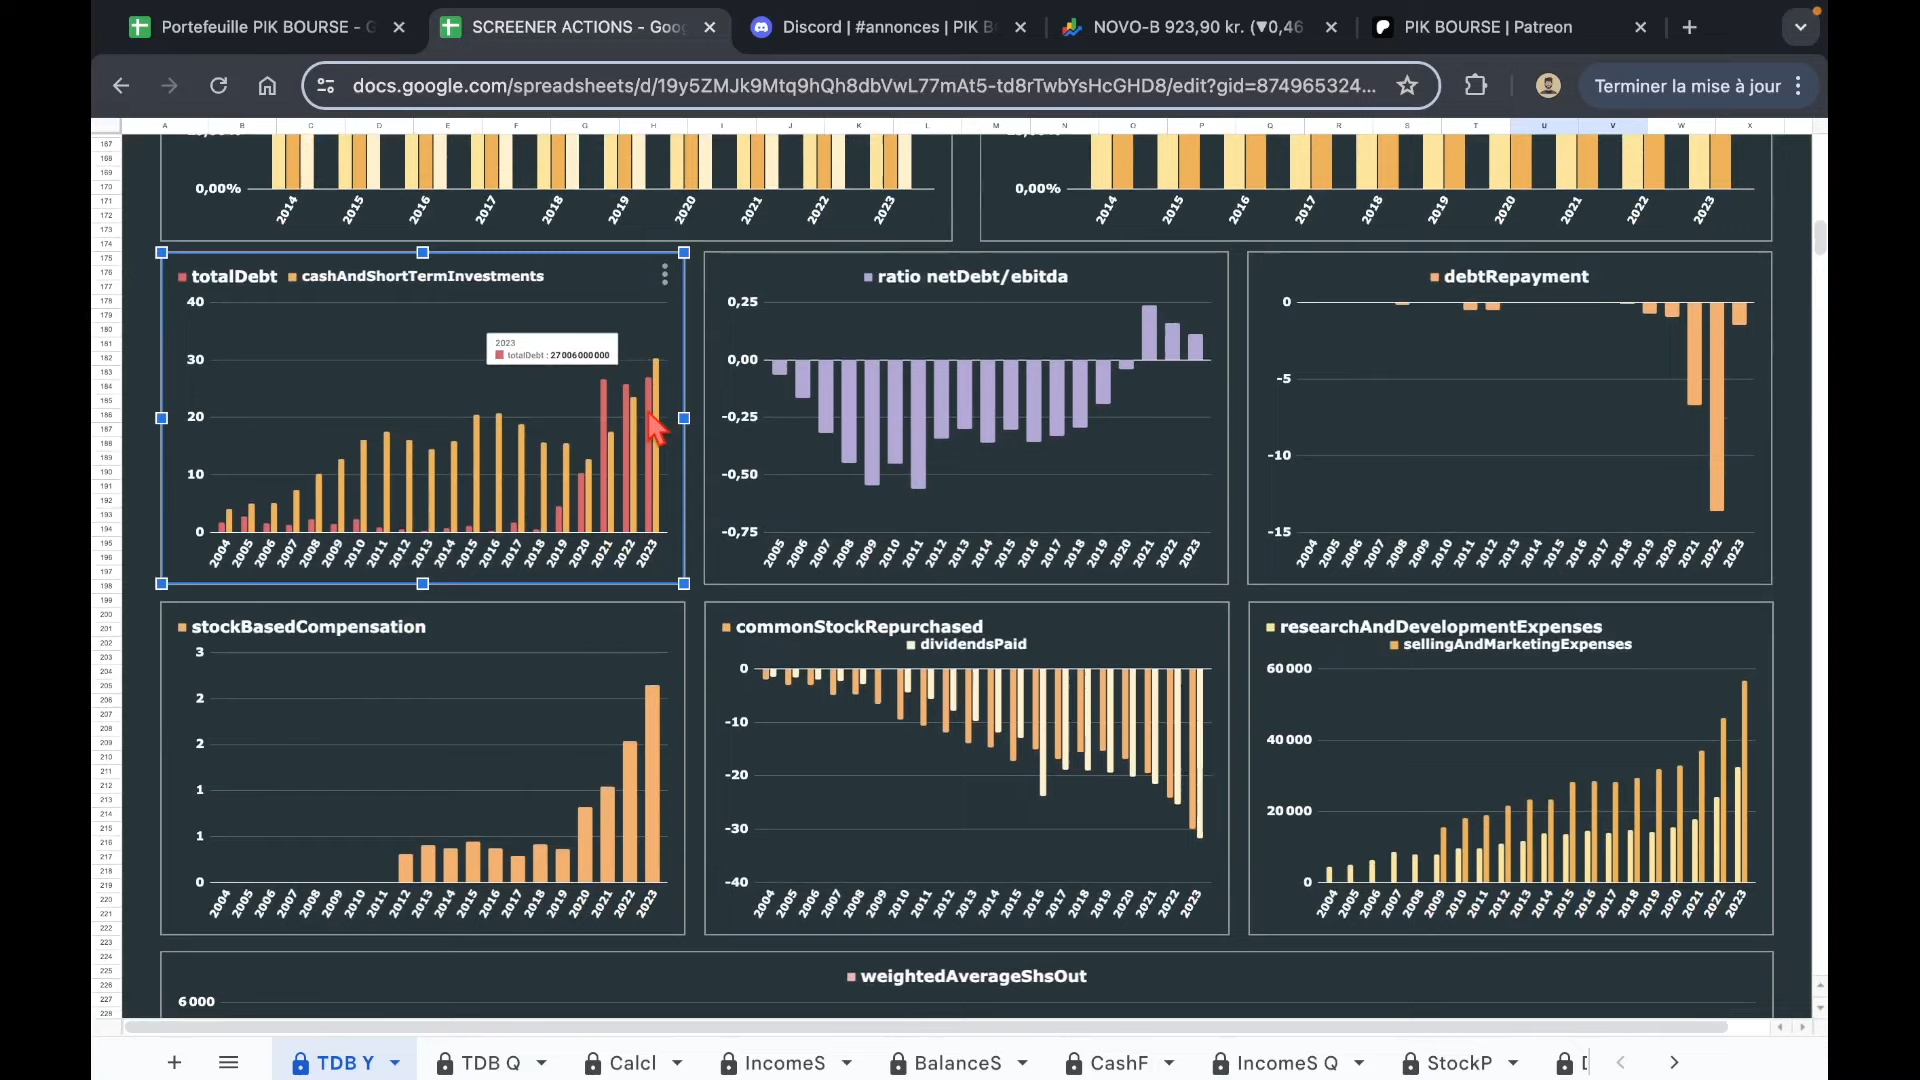 Portefeuille PIK BOURSE - G
SCREENER ACTIONS - Goo
Discord | #annonces | PIK B
NOVO-B 923,90 kr. (▼0,46
PIK BOURSE | Patreon
docs.google.com/spreadsheets/d/19y5ZMJk9Mtq9hQh8dbVwL77mAt5-td8rTwbYsHcGHD8/edit?gid=874965324...
Terminer la mise à jour
A B C D E F G H I J K L M N O P Q R S T U V W X
0,00%
2014 2015 2016 2017 2018 2019 2020 2021 2022 2023
0,00%
2014 2015 2016 2017 2018 2019 2020 2021 2022 2023
totalDebt cashAndShortTermInvestments
40
30
20
10
0
2023
totalDebt : 27 006 000 000
2004 2005 2006 2007 2008 2009 2010 2011 2012 2013 2014 2015 2016 2017 2018 2019 2020 2021 2022 2023
ratio netDebt/ebitda
0,25
0,00
-0,25
-0,50
-0,75
2005 2006 2007 2008 2009 2010 2011 2012 2013 2014 2015 2016 2017 2018 2019 2020 2021 2022 2023
debtRepayment
0
-5
-10
-15
2004 2005 2006 2007 2008 2009 2010 2011 2012 2013 2014 2015 2016 2017 2018 2019 2020 2021 2022 2023
stockBasedCompensation
3
2
2
1
1
0
2004 2005 2006 2007 2008 2009 2010 2011 2012 2013 2014 2015 2016 2017 2018 2019 2020 2021 2022 2023
commonStockRepurchased
dividendsPaid
0
-10
-20
-30
-40
2004 2005 2006 2007 2008 2009 2010 2011 2012 2013 2014 2015 2016 2017 2018 2019 2020 2021 2022 2023
researchAndDevelopmentExpenses
sellingAndMarketingExpenses
60 000
40 000
20 000
0
2004 2005 2006 2007 2008 2009 2010 2011 2012 2013 2014 2015 2016 2017 2018 2019 2020 2021 2022 2023
weightedAverageShsOut
6 000
TDB Y
TDB Q
Calcl
IncomeS
BalanceS
CashF
IncomeS Q
StockP